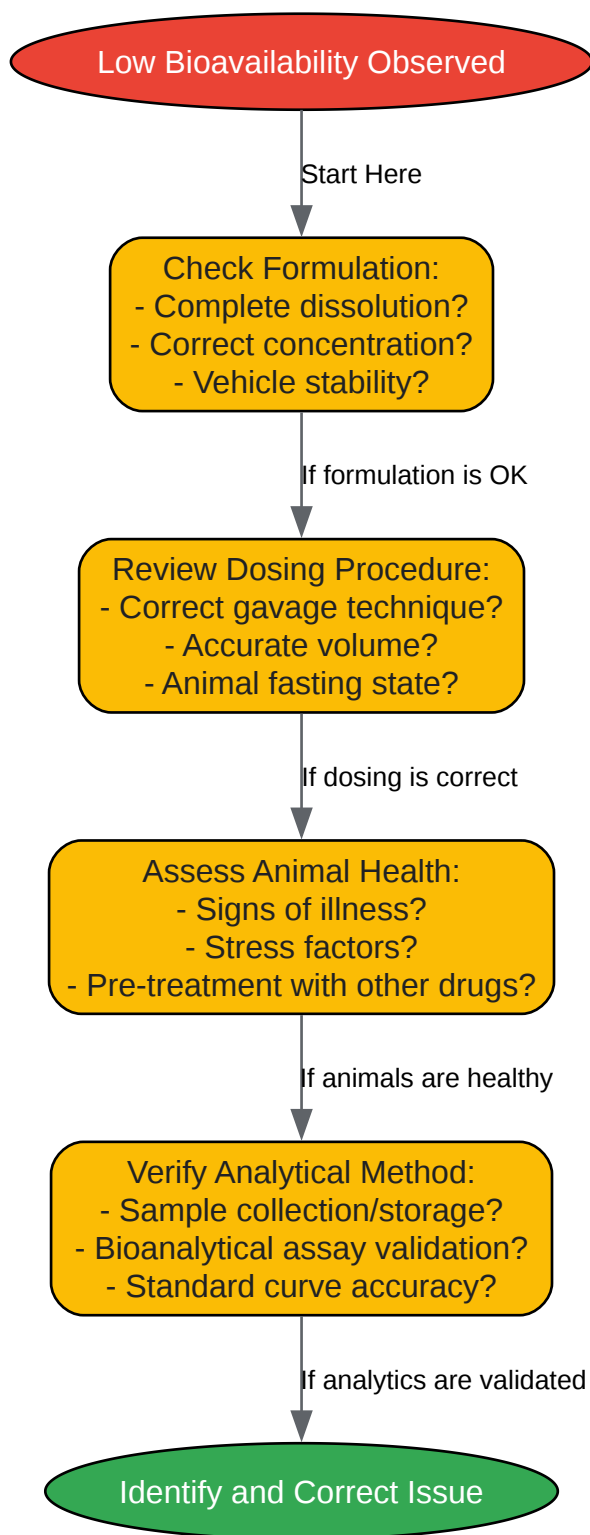 Low Bioavailability Observed
Start Here
Check Formulation:
- Complete dissolution?
- Correct concentration?
- Vehicle stability?
If formulation is OK
Review Dosing Procedure:
- Correct gavage technique?
- Accurate volume?
- Animal fasting state?
If dosing is correct
Assess Animal Health:
- Signs of illness?
- Stress factors?
- Pre-treatment with other drugs?
If animals are healthy
Verify Analytical Method:
- Sample collection/storage?
- Bioanalytical assay validation?
- Standard curve accuracy?
If analytics are validated
Identify and Correct Issue